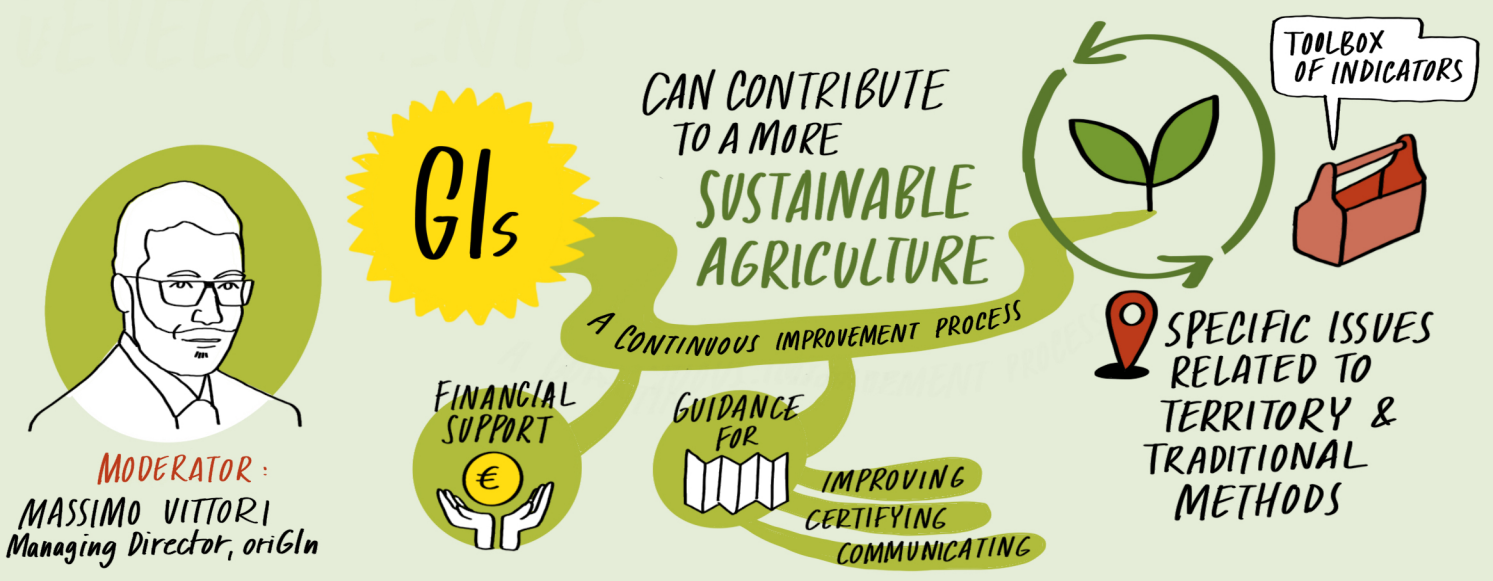 MODERATOR:
MASSIMO VITTORI
Managing Director, oriGIn
GIs
CAN CONTRIBUTE
TO A MORE
SUSTAINABLE
AGRICULTURE
A CONTINUOUS IMPROVEMENT PROCESS
FINANCIAL
SUPPORT
€
GUIDANCE
FOR
IMPROVING
CERTIFYING
COMMUNICATING
TOOLBOX
OF INDICATORS
SPECIFIC ISSUES
RELATED TO
TERRITORY &
TRADITIONAL
METHODS